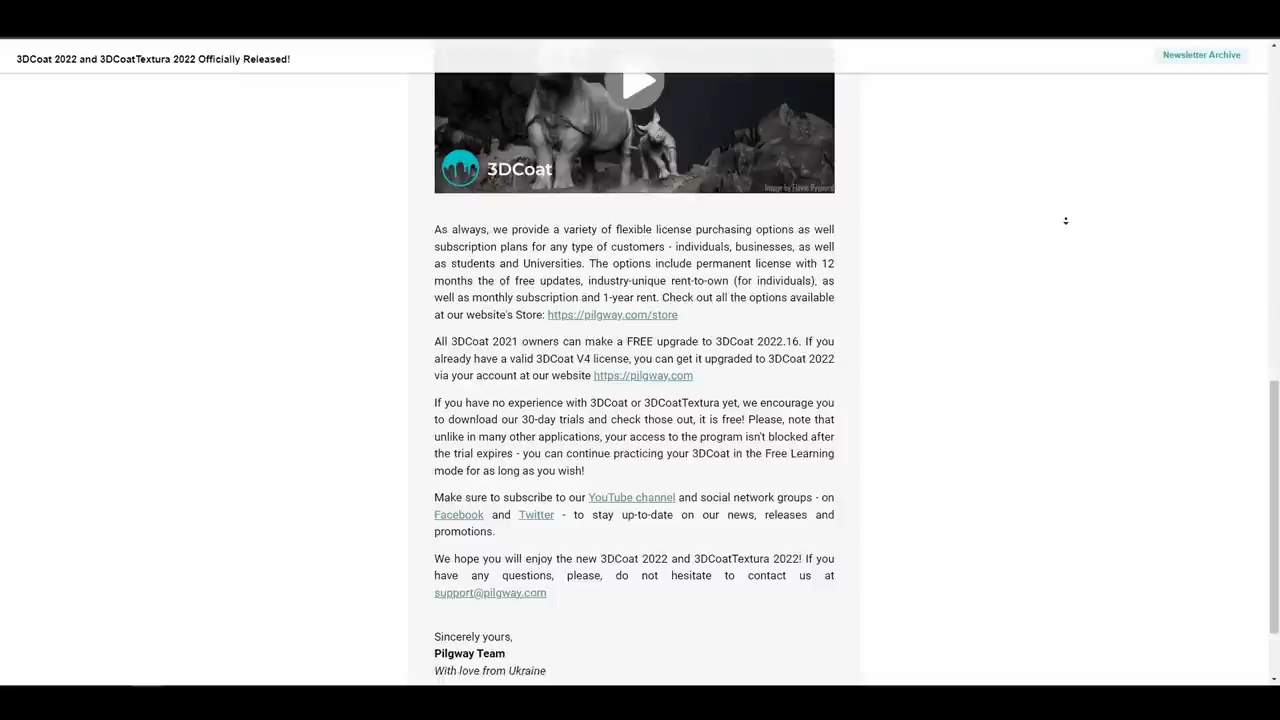 3DCoat 2022 and 3DCoatTextura 2022 Officially Released!
Newsletter Archive
3DCoat
Image by Flavio Bygaard
As always, we provide a variety of flexible license purchasing options as well
subscription plans for any type of customers - individuals, businesses, as well
as students and Universities. The options include permanent license with 12
months the of free updates, industry-unique rent-to-own (for individuals), as
well as monthly subscription and 1-year rent. Check out all the options available
at our website's Store: https://pilgway.com/store
All 3DCoat 2021 owners can make a FREE upgrade to 3DCoat 2022.16. If you
already have a valid 3DCoat V4 license, you can get it upgraded to 3DCoat 2022
via your account at our website https://pilgway.com
If you have no experience with 3DCoat or 3DCoatTextura yet, we encourage you
to download our 30-day trials and check those out, it is free! Please, note that
unlike in many other applications, your access to the program isn't blocked after
the trial expires - you can continue practicing your 3DCoat in the Free Learning
mode for as long as you wish!
Make sure to subscribe to our YouTube channel and social network groups - on
Facebook and Twitter - to stay up-to-date on our news, releases and
promotions.
We hope you will enjoy the new 3DCoat 2022 and 3DCoatTextura 2022! If you
have any questions, please, do not hesitate to contact us at
support@pilgway.com
Sincerely yours,
Pilgway Team
With love from Ukraine